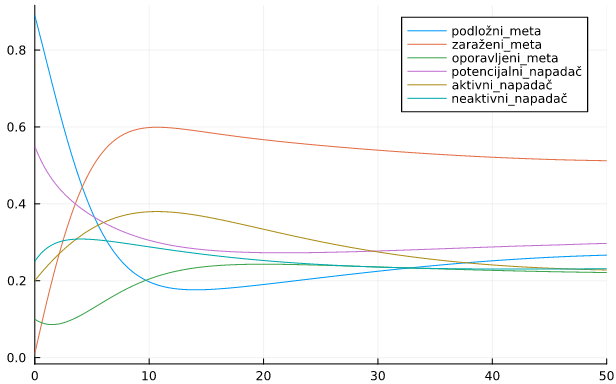 podložni_meta
zaraženi_meta
oporavljeni_meta
potencijalni_napadač
aktivni_napadač
neaktivni_napadač
0.8
0.6
0.4
0.2
0.0
0 10 20 30 40 50